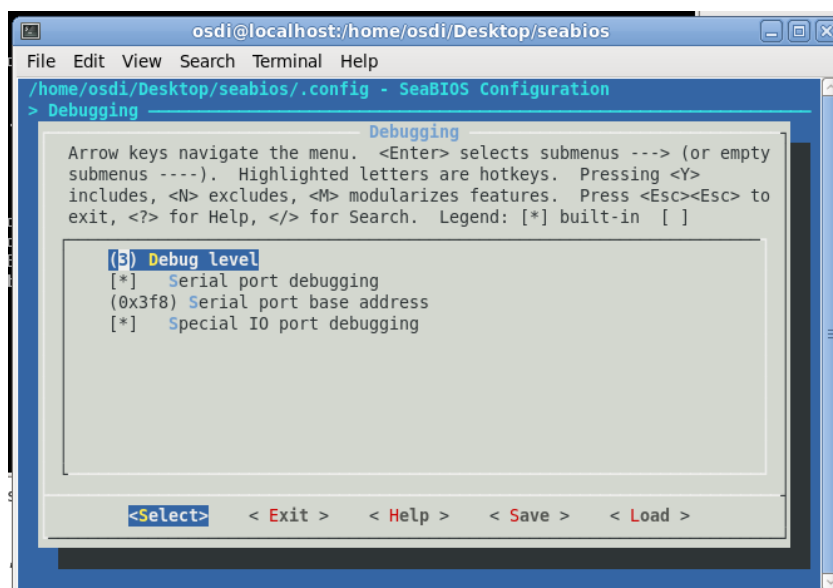 osdi@localhost:/home/osdi/Desktop/seabios
File Edit View Search Terminal Help
/home/osdi/Desktop/seabios/.config - SeaBIOS Configuration
> Debugging
Debugging
Arrow keys navigate the menu. <Enter> selects submenus ---> (or empty
submenus ----). Highlighted letters are hotkeys. Pressing <Y>
includes, <N> excludes, <M> modularizes features. Press <Esc><Esc> to
exit, <?> for Help, </> for Search. Legend: [*] built-in [ ]
(3) Debug level
[*] Serial port debugging
(0x3f8) Serial port base address
[*] Special IO port debugging
<Select> < Exit > < Help > < Save > < Load >